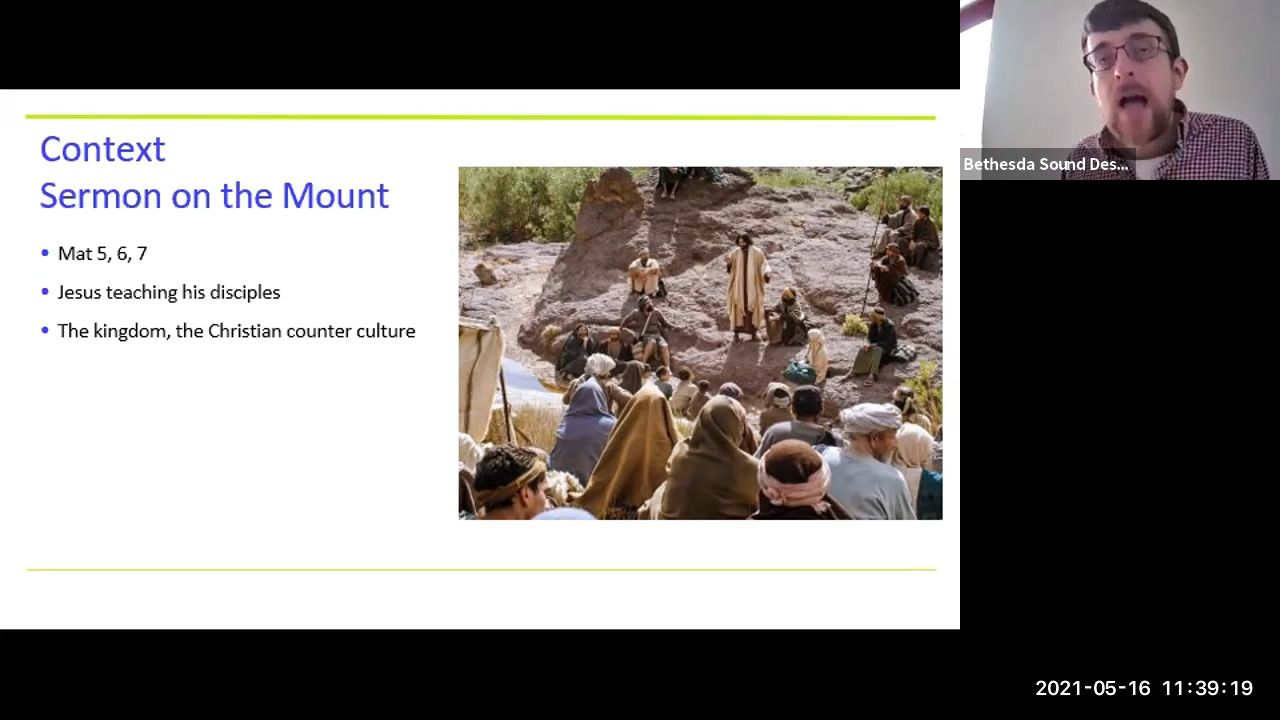 Context
Sermon on the Mount
• Mat 5, 6, 7
• Jesus teaching his disciples
• The kingdom, the Christian counter culture
Bethesda Sound Des...
2021-05-16 11:39:19